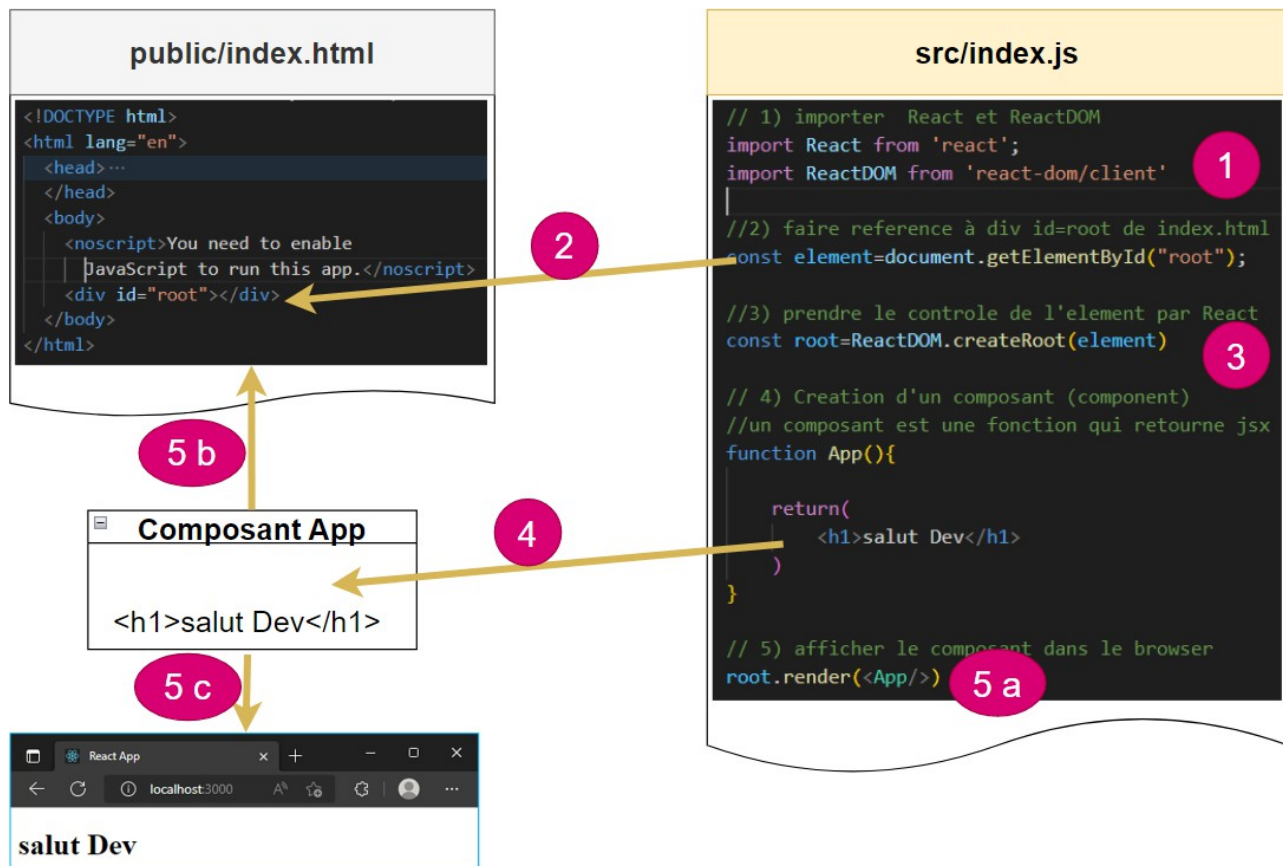 public/index.html
<!DOCTYPE html>
<html lang="en">
<head>...
</head>
<body>
<noscript>You need to enable
JavaScript to run this app.</noscript>
<div id="root"></div>
</body>
</html>
src/index.js
// 1) importer  React et ReactDOM
import React from 'react';
import ReactDOM from 'react-dom/client'
1
//2) faire reference à div id=root de index.html
const element=document.getElementById("root");
2
//3) prendre le controle de l'element par React
const root=ReactDOM.createRoot(element)
3
// 4) Creation d'un composant (component)
//un composant est une fonction qui retourne jsx
function App(){
return(
<h1>salut Dev</h1>
)
}
4
// 5) afficher le composant dans le browser
root.render(<App/>)
5 a
5 b
Composant App
<h1>salut Dev</h1>
5 c
React App
localhost:3000
salut Dev